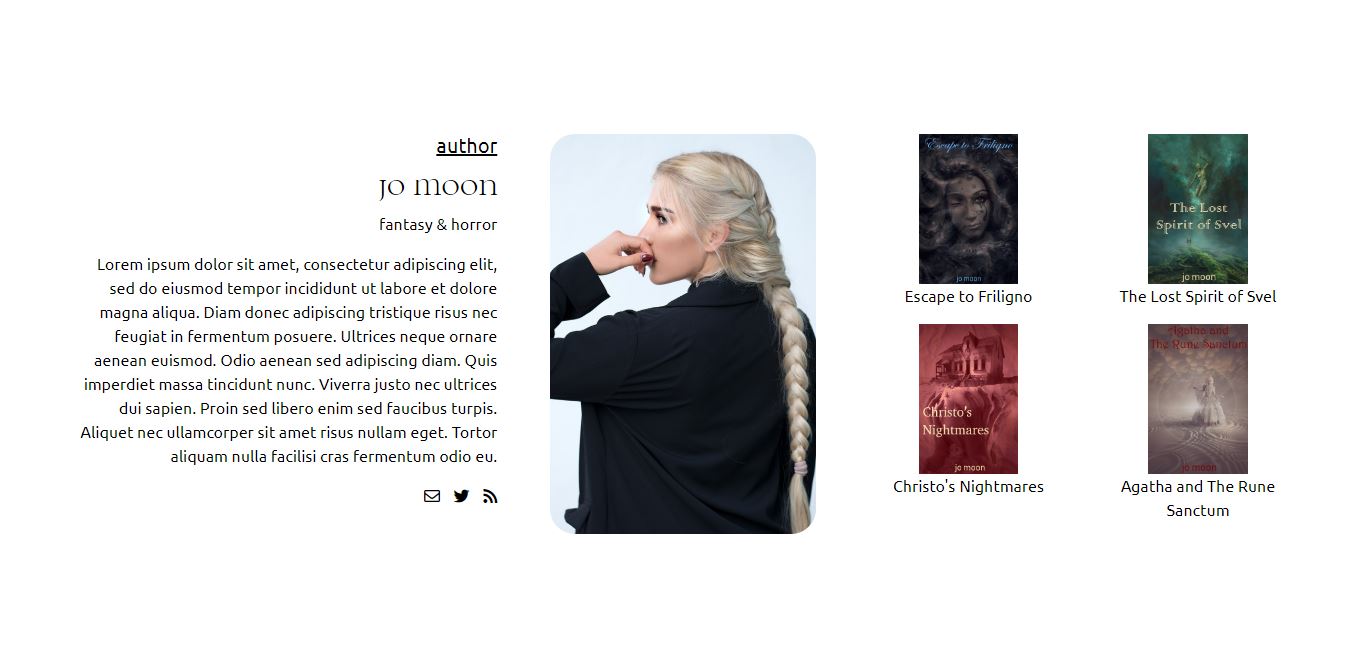 author
jo moon
fantasy & horror
Lorem ipsum dolor sit amet, consectetur adipiscing elit,
sed do eiusmod tempor incididunt ut labore et dolore
magna aliqua. Diam donec adipiscing tristique risus nec
feugiat in fermentum posuere. Ultrices neque ornare
aenean euismod. Odio aenean sed adipiscing diam. Quis
imperdiet massa tincidunt nunc. Viverra justo nec ultrices
dui sapien. Proin sed libero enim sed faucibus turpis.
Aliquet nec ullamcorper sit amet risus nullam eget. Tortor
aliquam nulla facilisi cras fermentum odio eu.
Escape to Friligno
jo moon
Escape to Friligno
The Lost
Spirit of Svel
jo moon
The Lost Spirit of Svel
Christo's
Nightmares
jo moon
Christo's Nightmares
Agatha and
The Rune Sanctum
jo moon
Agatha and The Rune
Sanctum